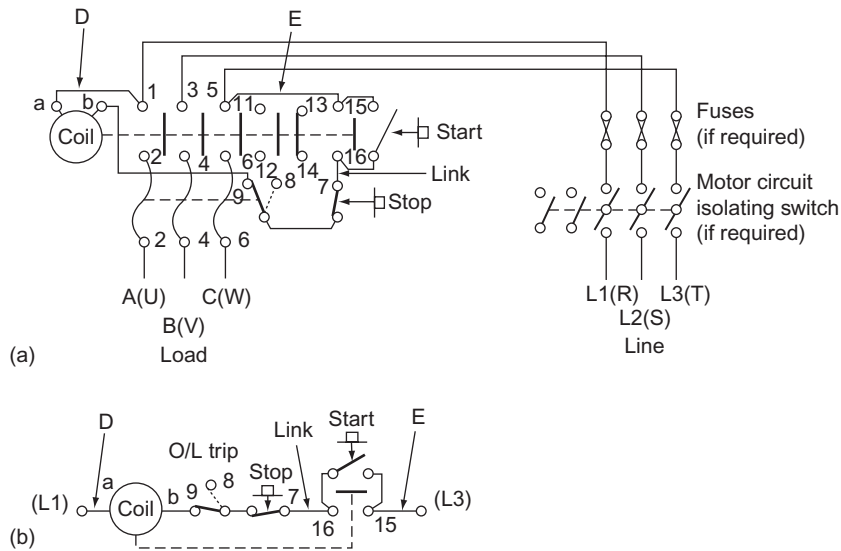 D
E
1 3 5 11 13 15
a b
Coil
Start
Fuses
(if required)
2 4 6 12 14 16
Link
9 8 7
Stop
Motor circuit
isolating switch
(if required)
2 4 6
A(U) C(W)
B(V)
Load
L1(R) L3(T)
L2(S)
Line
(a)
D
O/L trip
Link
Start
E
Stop
(L1) a Coil b 9 8 7 16 15 (L3)
(b)